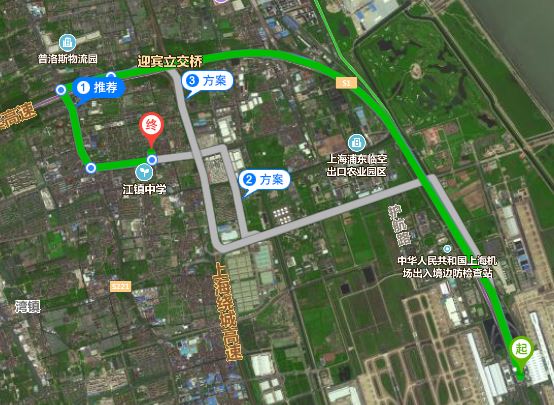 普洛斯物流园
迎宾立交桥
1 推荐
3 方案
S1
高速
终
江镇中学
2 方案
上海浦东临空
出口农业园区
护航路
中华人民共和国上海机
场出入境边防检查站
上海绕城高速
S221
湾镇
起